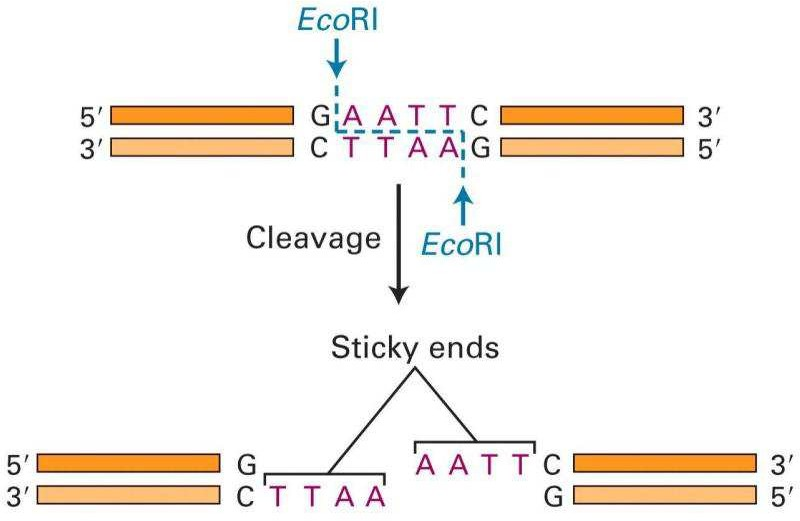 EcoRI
5′ G A A T T C 3′
3′ C T T A A G 5′
Cleavage
EcoRI
Sticky ends
5′ G A A T T C 3′
3′ C T T A A G 5′